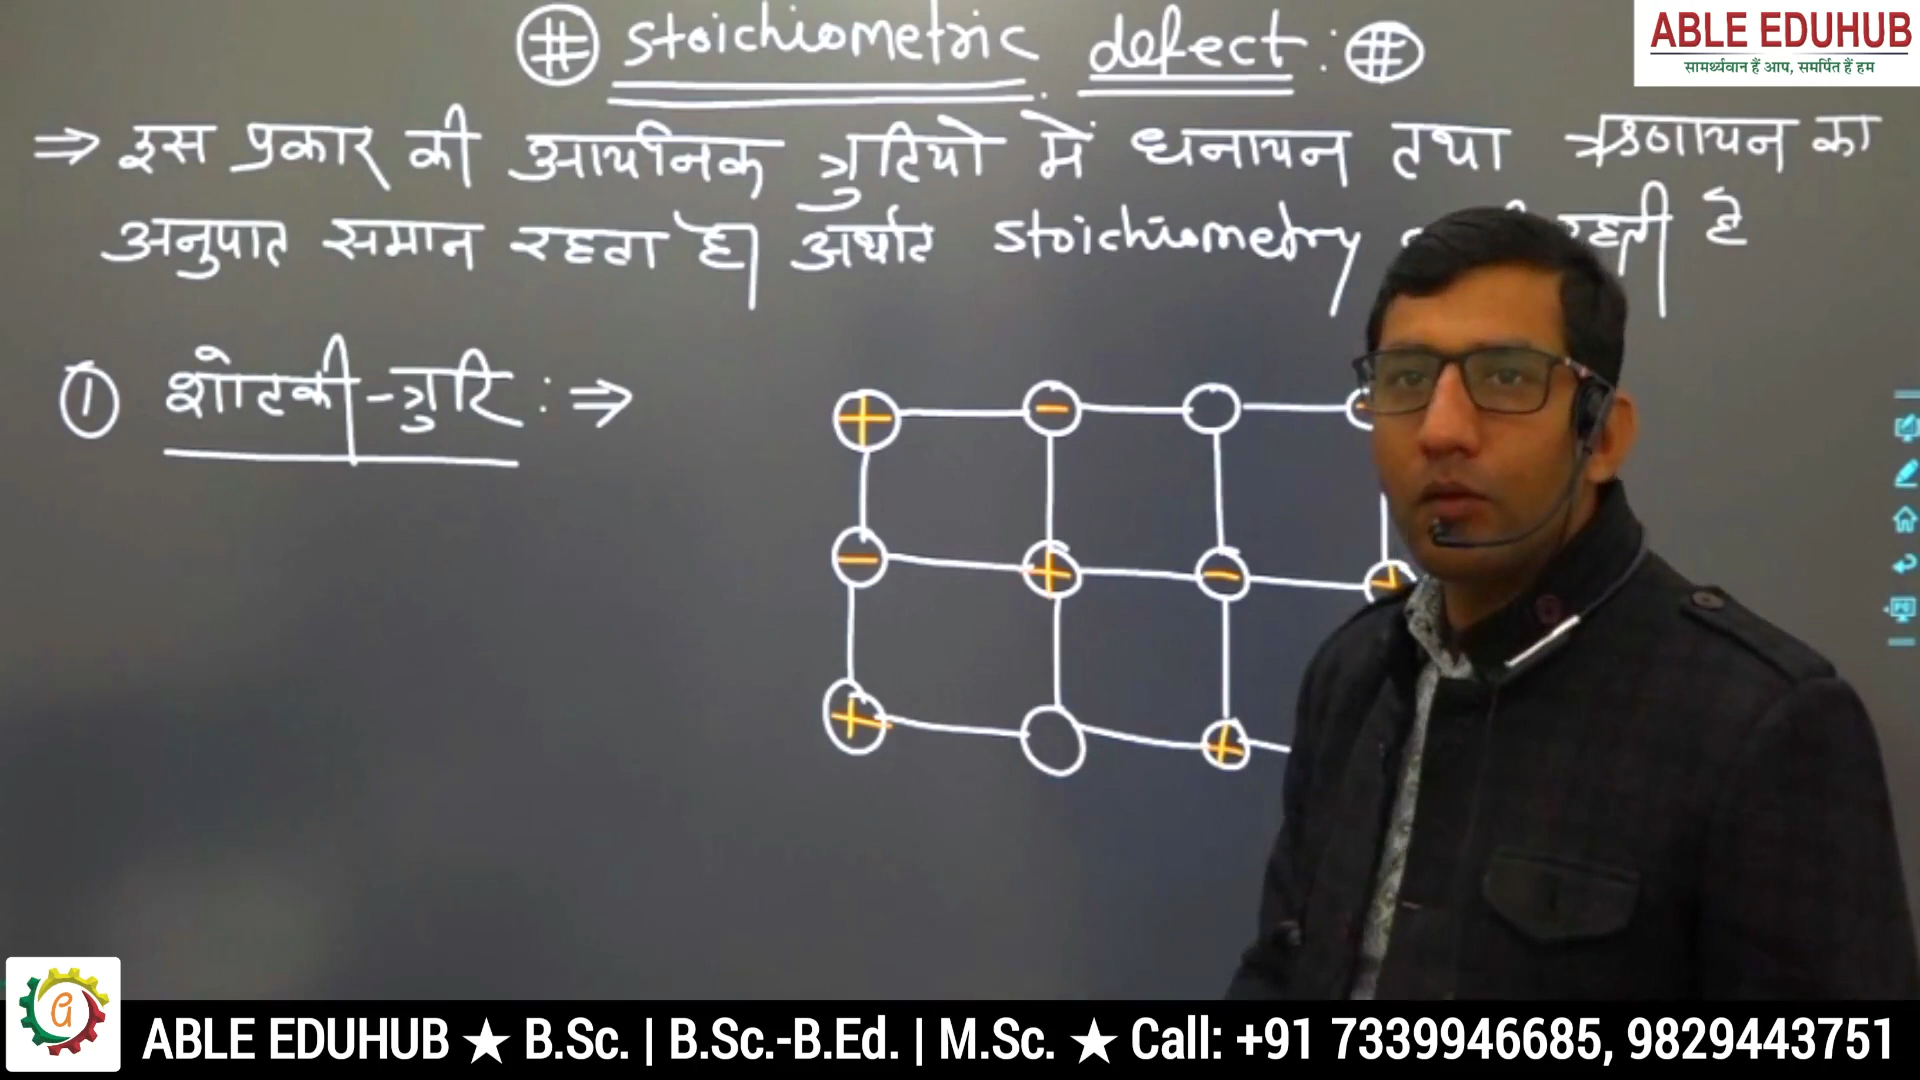 # stoichiometric defect : #
ABLE EDUHUB
सामर्थ्यवान हैं आप, समर्पित हैं हम
⇒ इस प्रकार की आयनिक त्रुटियो में धनायन तथा ऋणायन का
अनुपात समान रहता है। अर्थात stoichiometry रहती है
① शोटकी-त्रुटि : ⇒
+ -
- + - +
+ +
ABLE EDUHUB ★ B.Sc. | B.Sc.-B.Ed. | M.Sc. ★ Call: +91 7339946685, 9829443751